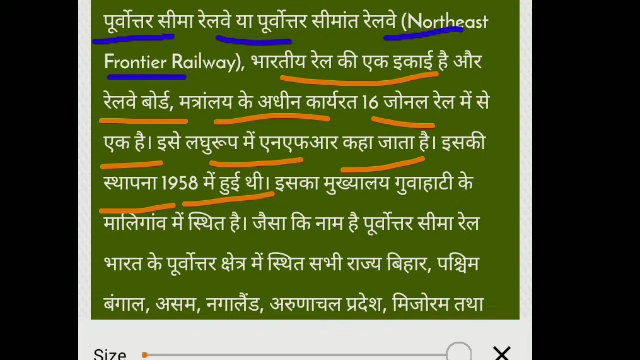 पूर्वोत्तर सीमा रेलवे या पूर्वोत्तर सीमांत रेलवे (Northeast
Frontier Railway), भारतीय रेल की एक इकाई है और
रेलवे बोर्ड, मत्रांलय के अधीन कार्यरत 16 जोनल रेल में से
एक है। इसे लघुरूप में एनएफआर कहा जाता है। इसकी
स्थापना 1958 में हुई थी। इसका मुख्यालय गुवाहाटी के
मालिगांव में स्थित है। जैसा कि नाम है पूर्वोत्तर सीमा रेल
भारत के पूर्वोत्तर क्षेत्र में स्थित सभी राज्य बिहार, पश्चिम
बंगाल, असम, नगालैंड, अरुणाचल प्रदेश, मिजोरम तथा
Size